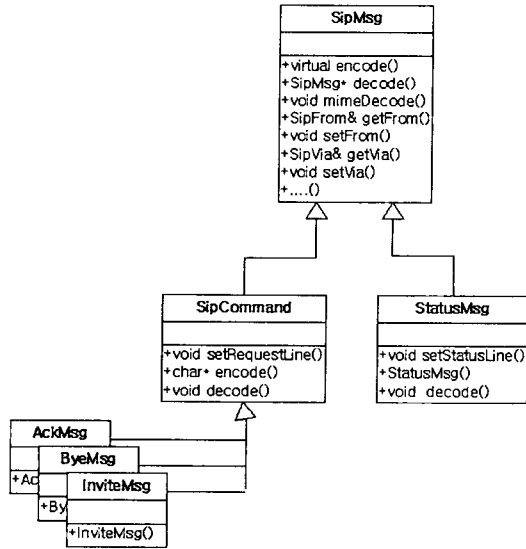 SipMsg
+virtual encode()
+SipMsg* decode()
+void mimeDecode()
+SipFrom& getFrom()
+void setFrom()
+SipVia& getVia()
+void setVia()
+....()
SipCommand
+void setRequestLine()
+char* encode()
+void decode()
StatusMsg
+void setStatusLine()
+StatusMsg()
+void decode()
AckMsg
+Ac
ByeMsg
+By
InviteMsg
+InviteMsg()